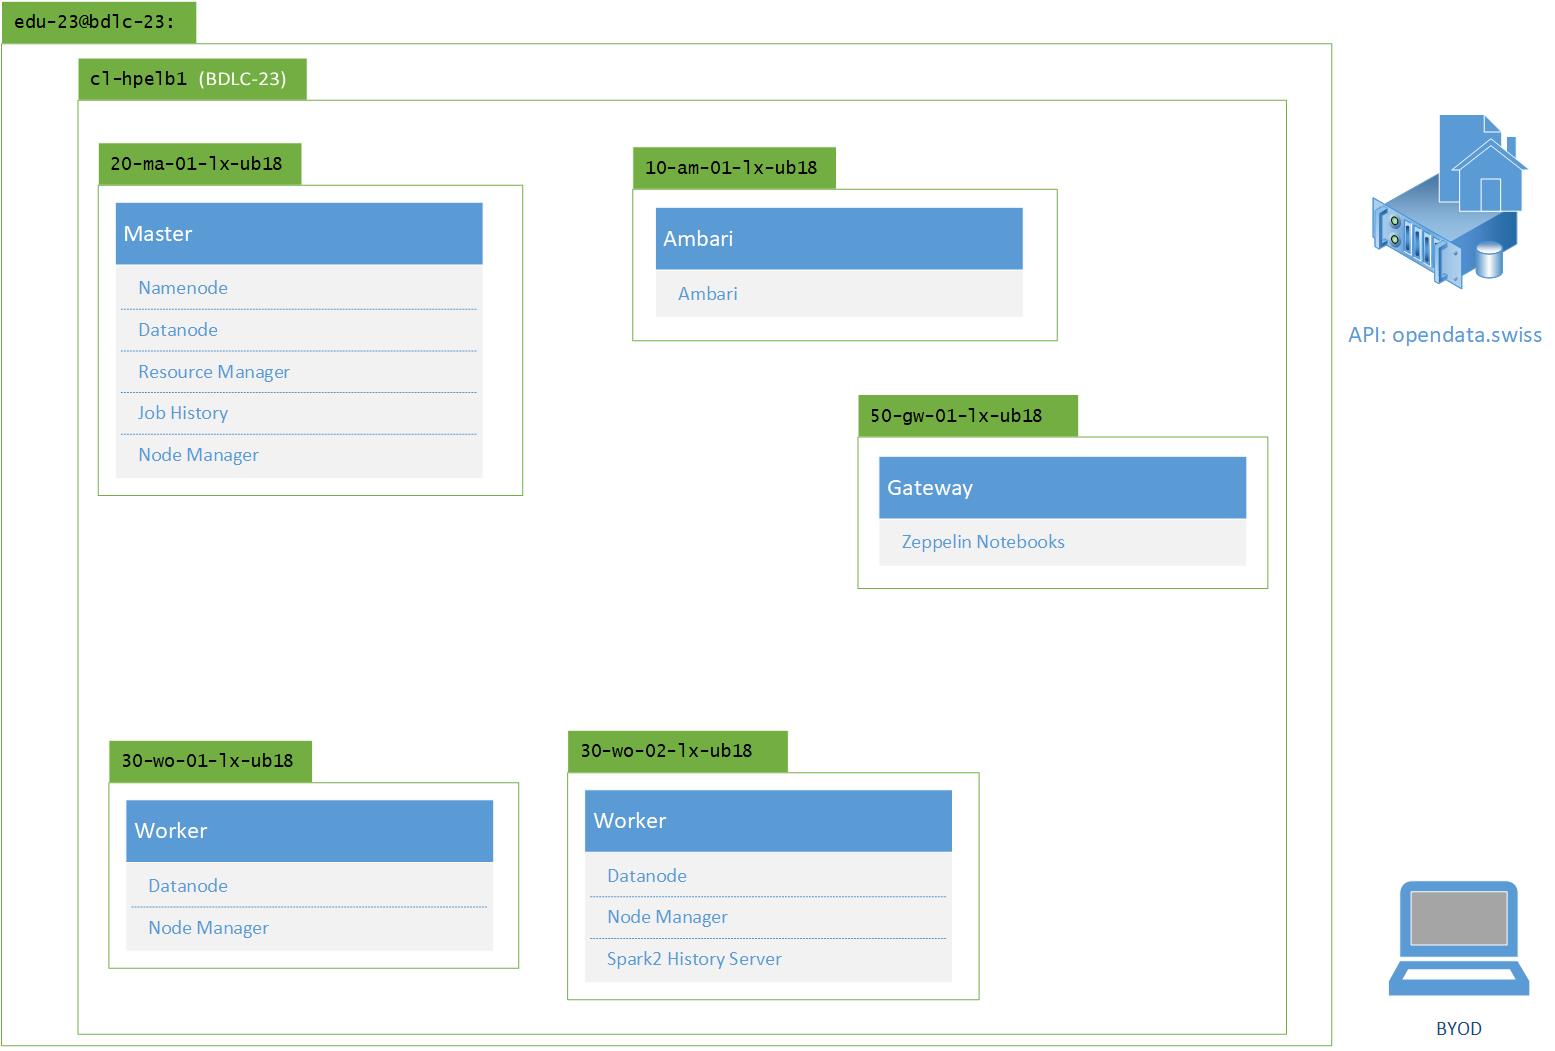 edu-23@bdlc-23:
cl-hpelb1 (BDLC-23)
20-ma-01-lx-ub18
Master
Namenode
Datanode
Resource Manager
Job History
Node Manager
10-am-01-lx-ub18
Ambari
Ambari
API: opendata.swiss
50-gw-01-lx-ub18
Gateway
Zeppelin Notebooks
30-wo-01-lx-ub18
Worker
Datanode
Node Manager
30-wo-02-lx-ub18
Worker
Datanode
Node Manager
Spark2 History Server
BYOD